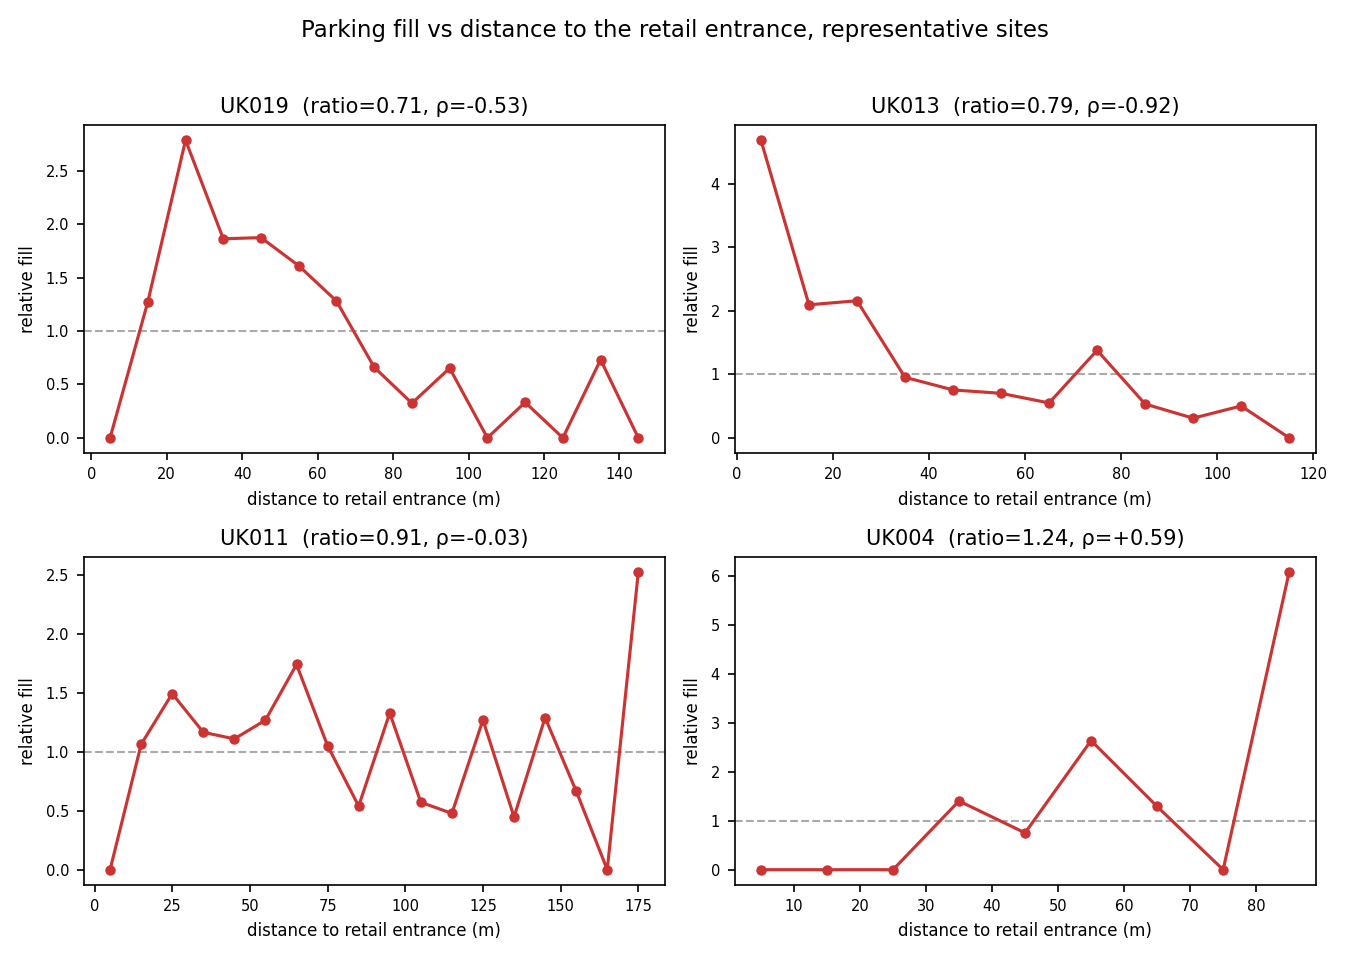 Parking fill vs distance to the retail entrance, representative sites
UK019  (ratio=0.71, ρ=-0.53)
relative fill
2.5
2.0
1.5
1.0
0.5
0.0
0 20 40 60 80 100 120 140
distance to retail entrance (m)
UK013  (ratio=0.79, ρ=-0.92)
relative fill
4
3
2
1
0
0 20 40 60 80 100 120
distance to retail entrance (m)
UK011  (ratio=0.91, ρ=-0.03)
relative fill
2.5
2.0
1.5
1.0
0.5
0.0
0 25 50 75 100 125 150 175
distance to retail entrance (m)
UK004  (ratio=1.24, ρ=+0.59)
relative fill
6
5
4
3
2
1
0
10 20 30 40 50 60 70 80
distance to retail entrance (m)